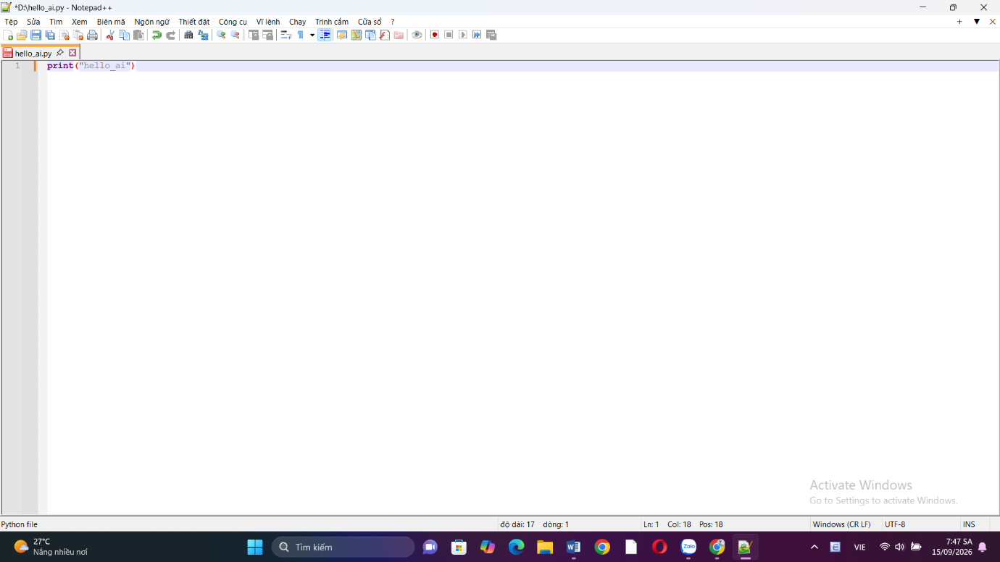 *D:\hello_ai.py - Notepad++
Tệp Sửa Tìm Xem Biên mã Ngôn ngữ Thiết đặt Công cụ Vĩ lệnh Chạy Trình cắm Cửa sổ ?
hello_ai.py
1 print("hello_ai")
Activate Windows
Go to Settings to activate Windows.
Python file độ dài: 17 dòng: 1 Ln: 1 Col: 18 Pos: 18 Windows (CR LF) UTF-8 INS
27°C
Nắng nhiều nơi
Tìm kiếm
Zalo
VIE
7:47 SA
15/09/2026